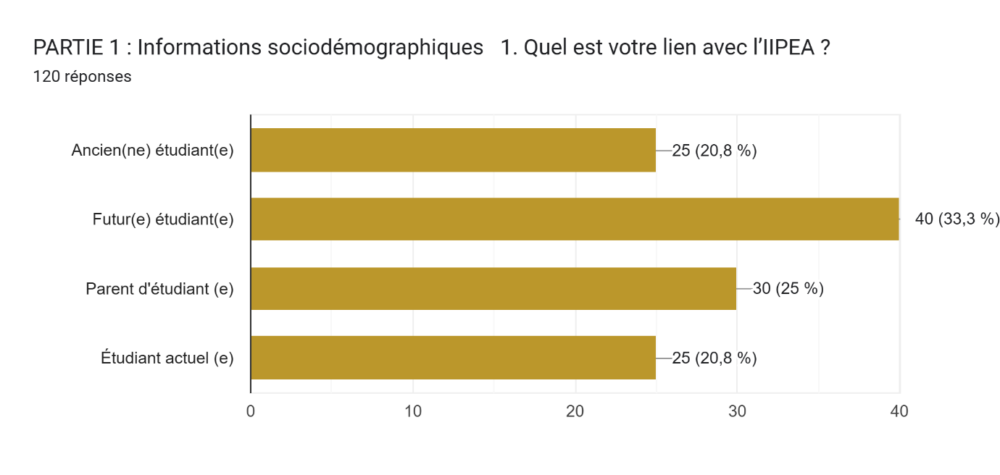 PARTIE 1 : Informations sociodémographiques   1. Quel est votre lien avec l’IIPEA ?
120 réponses
Ancien(ne) étudiant(e)
25 (20,8 %)
Futur(e) étudiant(e)
40 (33,3 %)
Parent d'étudiant (e)
30 (25 %)
Étudiant actuel (e)
25 (20,8 %)
0 10 20 30 40